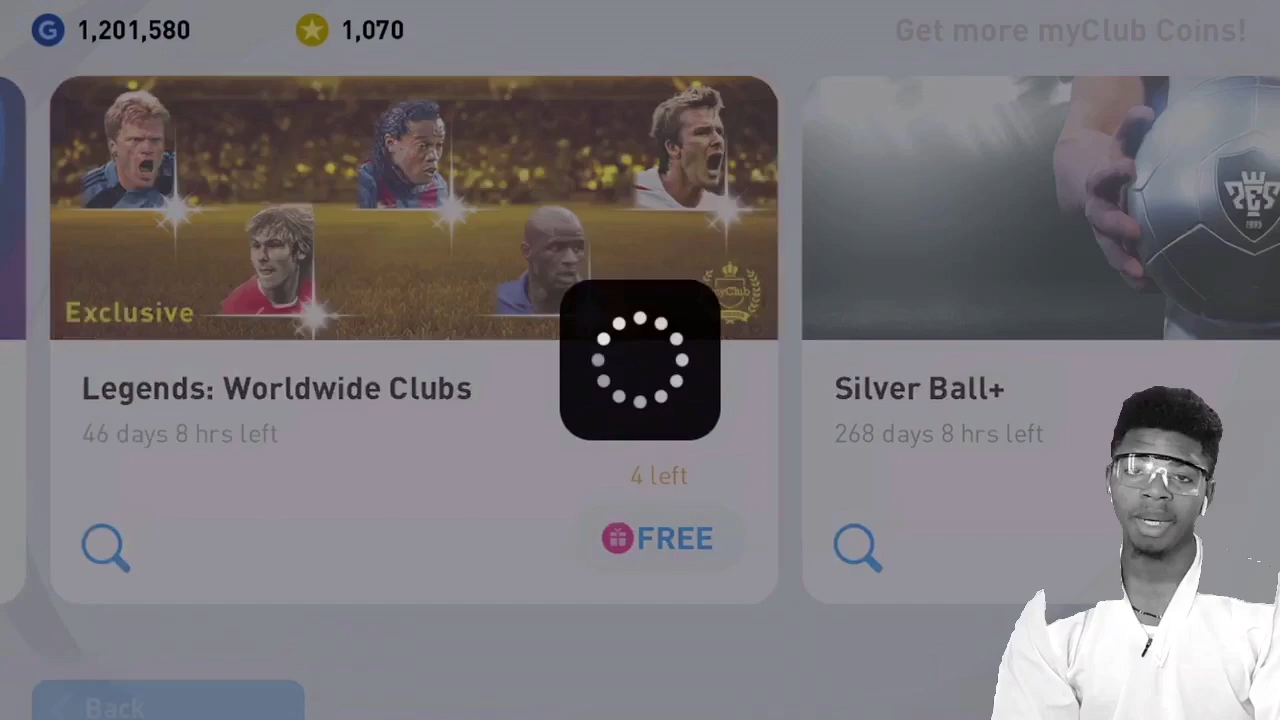 1,201,580
1,070
Get more myClub Coins!
Exclusive
myClub
Legends: Worldwide Clubs
46 days 8 hrs left
4 left
FREE
PES
Silver Ball+
268 days 8 hrs left
Back